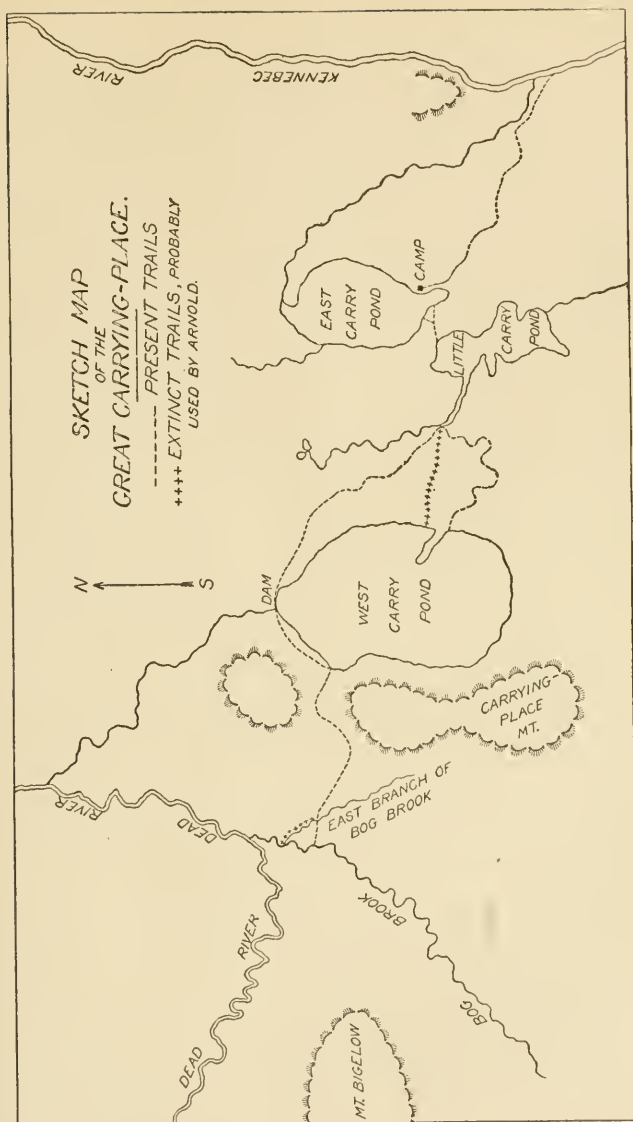 SKETCH MAP
OF THE
GREAT CARRYING-PLACE.
------- PRESENT TRAILS
++++ EXTINCT TRAILS, PROBABLY
USED BY ARNOLD.
N
S
RIVER
KENNEBEC
EAST
CARRY
POND
CAMP
LITTLE
CARRY
POND
DAM
WEST
CARRY
POND
CARRYING-
PLACE
MT.
EAST BRANCH OF
BOG BROOK
RIVER
DEAD
DEAD
RIVER
BROOK
BOG
MT. BIGELOW